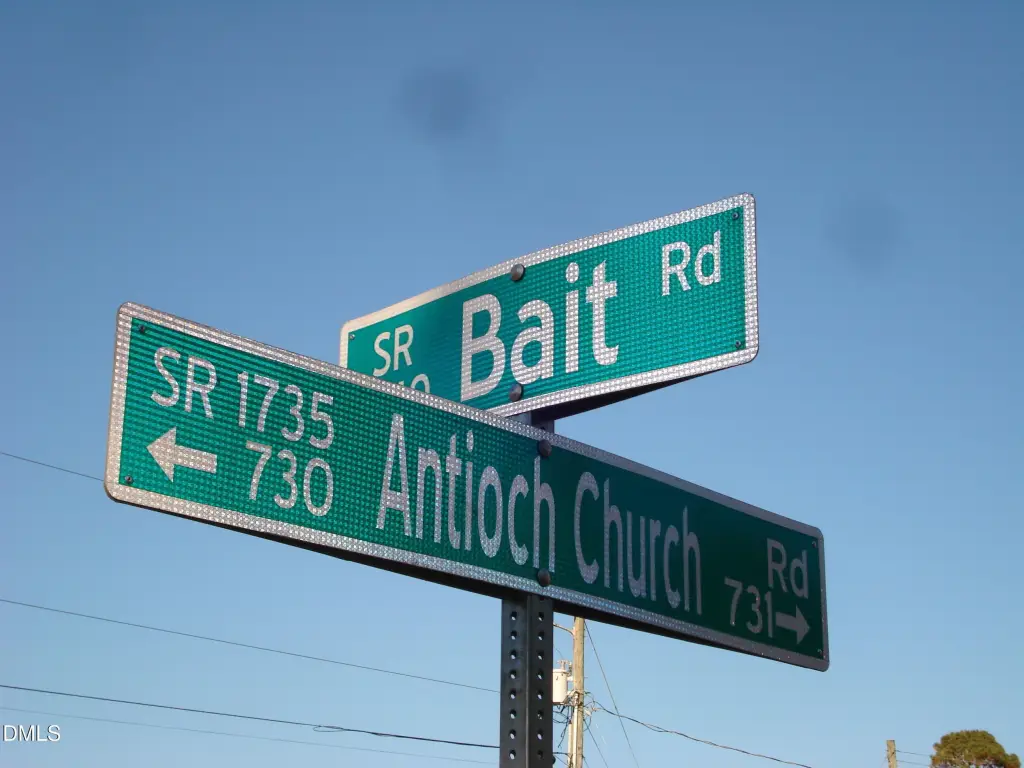 Bait Rd
SR
SR 1735
← 730
Antioch Church
Rd
731 →
DMLS